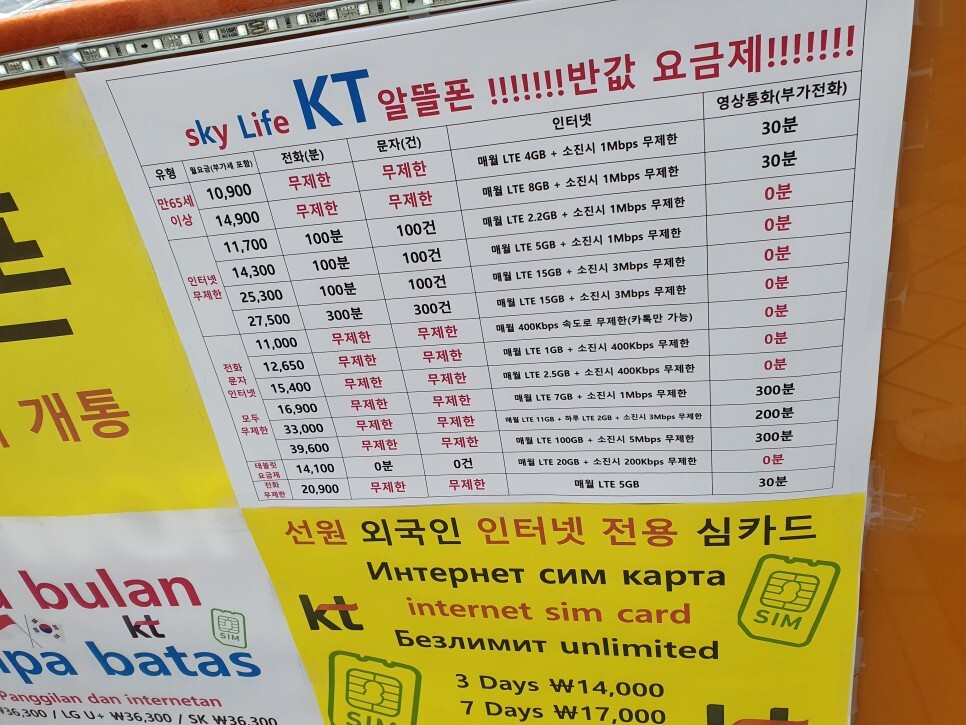 sky Life KT 알뜰폰 !!!!!!!반값 요금제!!!!!!!
유형 월요금(부가세 포함) 전화(분) 문자(건) 인터넷 영상통화(부가전화)
만65세 이상
10,900 무제한 무제한 매월 LTE 4GB + 소진시 1Mbps 무제한 30분
14,900 무제한 무제한 매월 LTE 8GB + 소진시 1Mbps 무제한 30분
인터넷 무제한
11,700 100분 100건 매월 LTE 2.2GB + 소진시 1Mbps 무제한 0분
14,300 100분 100건 매월 LTE 5GB + 소진시 1Mbps 무제한 0분
25,300 100분 100건 매월 LTE 15GB + 소진시 3Mbps 무제한 0분
27,500 300분 300건 매월 LTE 15GB + 소진시 3Mbps 무제한 0분
전화 문자 인터넷 모두 무제한
11,000 무제한 무제한 매월 400Kbps 속도로 무제한(카톡만 가능) 0분
12,650 무제한 무제한 매월 LTE 1GB + 소진시 400Kbps 무제한 0분
15,400 무제한 무제한 매월 LTE 2.5GB + 소진시 400Kbps 무제한 0분
16,900 무제한 무제한 매월 LTE 7GB + 소진시 1Mbps 무제한 300분
33,000 무제한 무제한 매월 LTE 11GB + 하루 LTE 2GB + 소진시 3Mbps 무제한 200분
39,600 무제한 무제한 매월 LTE 100GB + 소진시 5Mbps 무제한 300분
태블릿 요금제 14,100 0분 0건 매월 LTE 20GB + 소진시 200Kbps 무제한 0분
전화 무제한 20,900 무제한 무제한 매월 LTE 5GB 30분
개통
선원 외국인 인터넷 전용 심카드
Интернет сим карта
kt internet sim card SIM
Безлимит unlimited
SIM
3 Days ₩14,000
7 Days ₩17,000
kt
bulan
kt SIM
batas
Panggilan dan internetan
₩36,300 / LG U+ ₩36,300 / SK ₩36,300